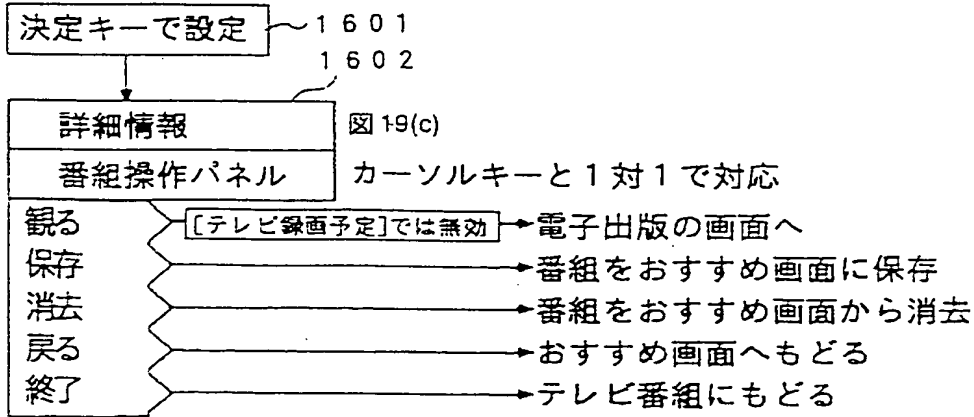 決定キーで設定 1601
1602
詳細情報 図19(c)
番組操作パネル カーソルキーと1対1で対応
観る [テレビ録画予定]では無効 電子出版の画面へ
保存 番組をおすすめ画面に保存
消去 番組をおすすめ画面から消去
戻る おすすめ画面へもどる
終了 テレビ番組にもどる